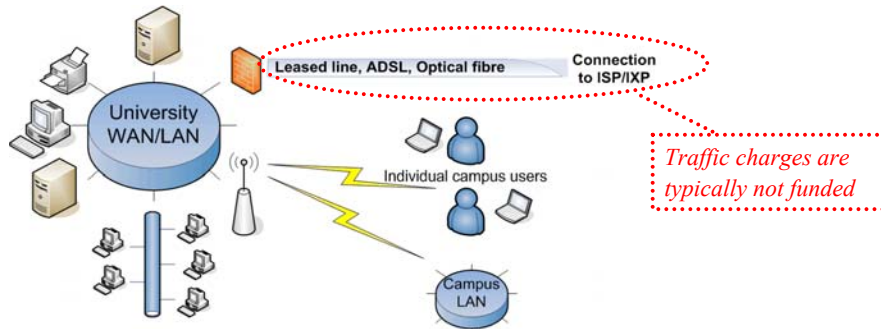 Leased line, ADSL, Optical fibre
Connection
to ISP/IXP
University
WAN/LAN
Traffic charges are
typically not funded
Individual campus users
Campus
LAN